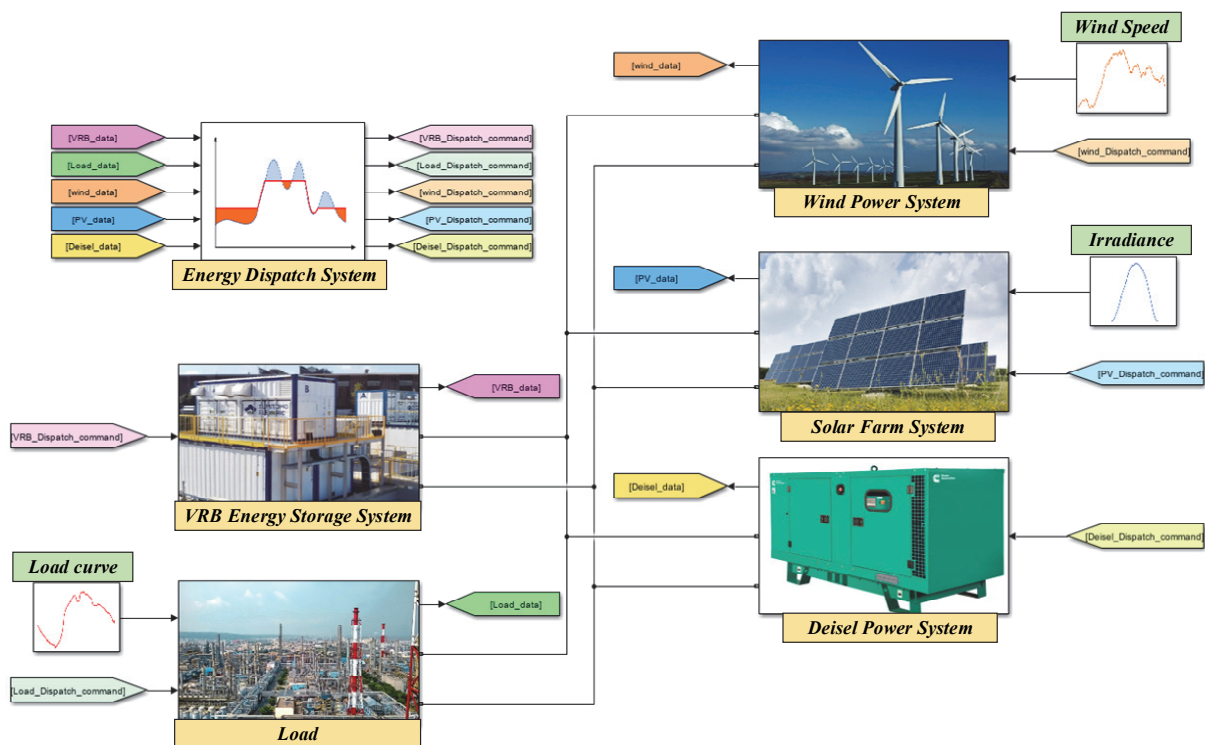 Wind Speed
[wind_data]
[wind_Dispatch_command]
Wind Power System
[VRB_data]
[Load_data]
[wind_data]
[PV_data]
[Deisel_data]
[VRB_Dispatch_command]
[Load_Dispatch_command]
[wind_Dispatch_command]
[PV_Dispatch_command]
[Deisel_Dispatch_command]
Energy Dispatch System
Irradiance
[PV_data]
[PV_Dispatch_command]
Solar Farm System
[VRB_data]
[VRB_Dispatch_command]
B
VRB Energy Storage System
[Deisel_data]
[Deisel_Dispatch_command]
Deisel Power System
Load curve
[Load_data]
[Load_Dispatch_command]
Load